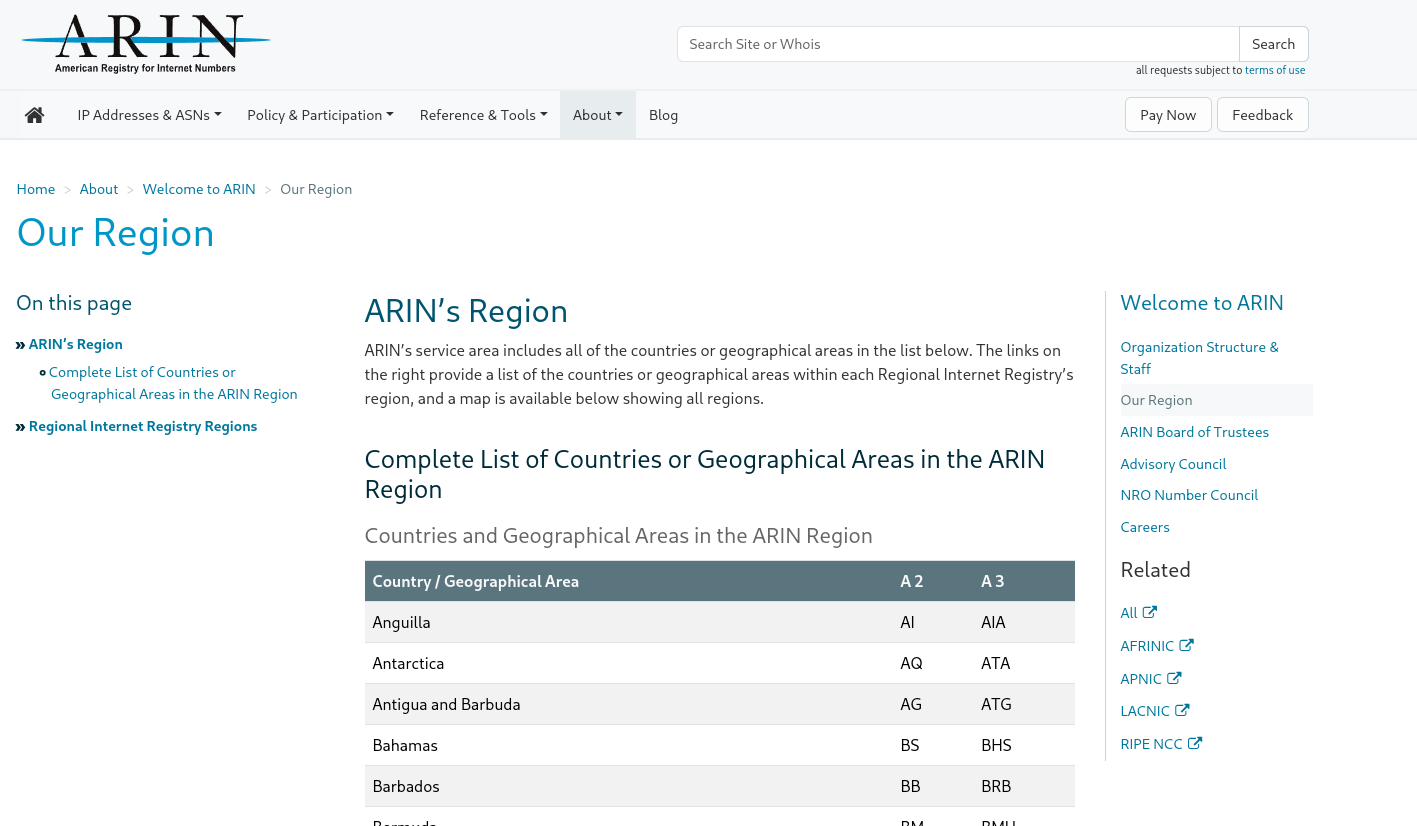 ARIN
American Registry for Internet Numbers
Search Site or Whois
Search
all requests subject to terms of use
IP Addresses & ASNs
Policy & Participation
Reference & Tools
About
Blog
Pay Now
Feedback
Home > About > Welcome to ARIN > Our Region
Our Region
On this page
» ARIN’s Region
Complete List of Countries or
Geographical Areas in the ARIN Region
» Regional Internet Registry Regions
ARIN’s Region
ARIN’s service area includes all of the countries or geographical areas in the list below. The links on
the right provide a list of the countries or geographical areas within each Regional Internet Registry’s
region, and a map is available below showing all regions.
Complete List of Countries or Geographical Areas in the ARIN
Region
Countries and Geographical Areas in the ARIN Region
Country / Geographical Area A 2 A 3
Anguilla AI AIA
Antarctica AQ ATA
Antigua and Barbuda AG ATG
Bahamas BS BHS
Barbados BB BRB
Bermuda BM BMU
Welcome to ARIN
Organization Structure &
Staff
Our Region
ARIN Board of Trustees
Advisory Council
NRO Number Council
Careers
Related
All
AFRINIC
APNIC
LACNIC
RIPE NCC